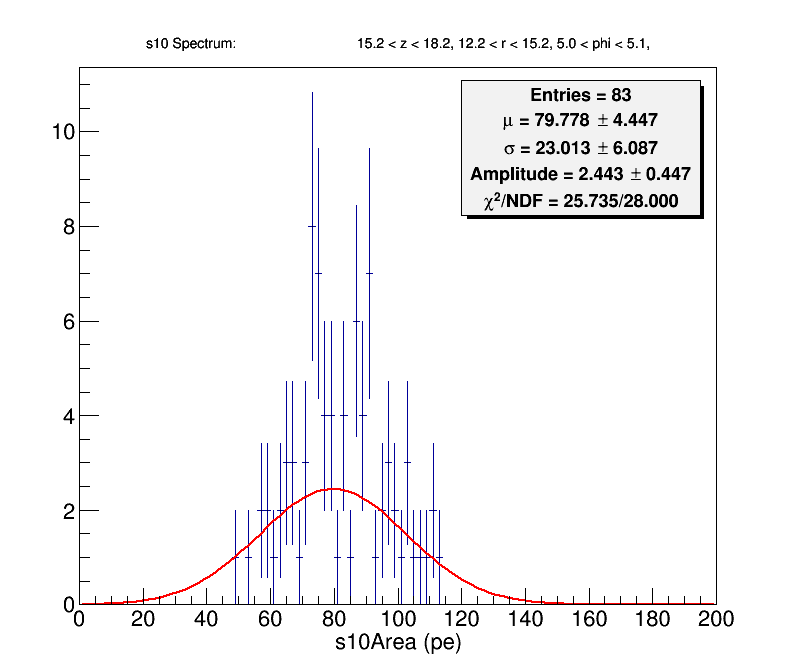 s10 Spectrum: 15.2 < z < 18.2, 12.2 < r < 15.2, 5.0 < phi < 5.1,
Entries = 83
μ = 79.778 ± 4.447
σ = 23.013 ± 6.087
Amplitude = 2.443 ± 0.447
χ²/NDF = 25.735/28.000
10
8
6
4
2
0
0 20 40 60 80 100 120 140 160 180 200
s10Area (pe)